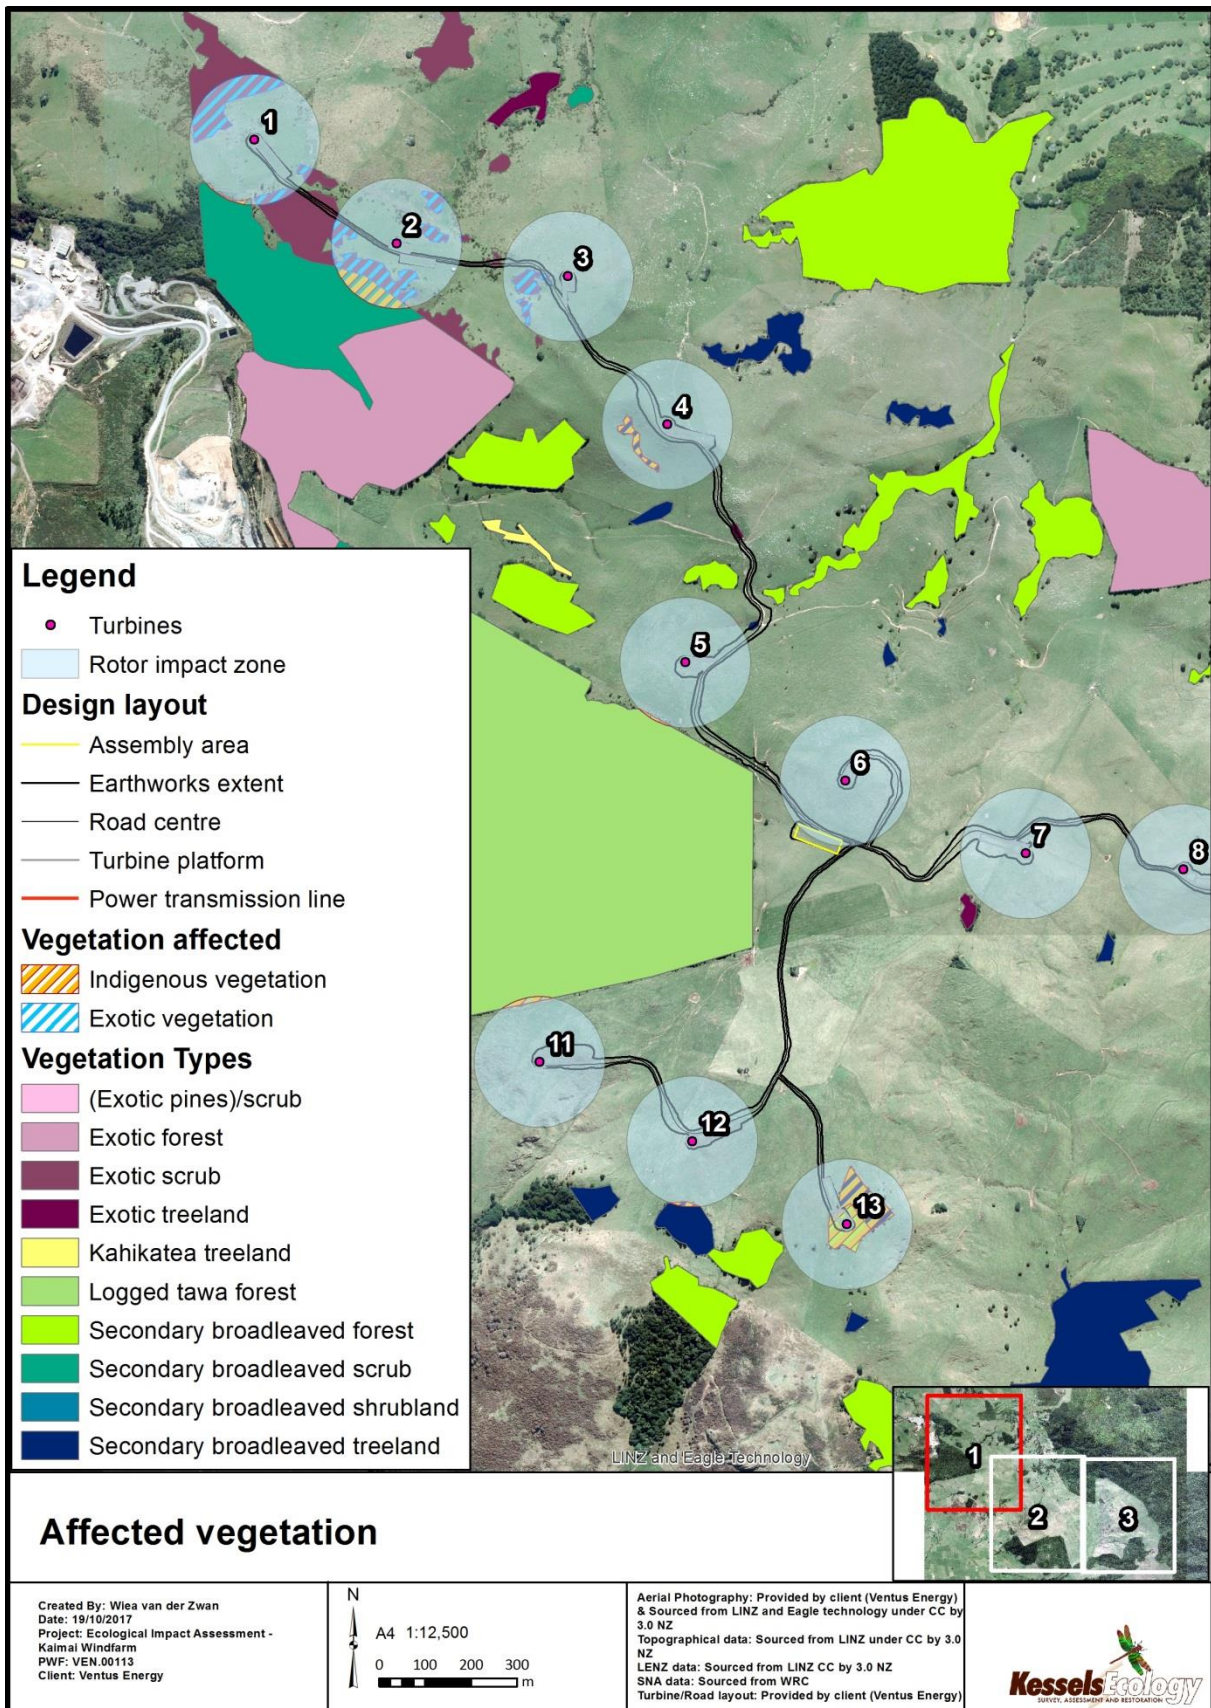 1
2
3
4
5
6
7
8
11
12
13
Legend
Turbines
Rotor impact zone
Design layout
Assembly area
Earthworks extent
Road centre
Turbine platform
Power transmission line
Vegetation affected
Indigenous vegetation
Exotic vegetation
Vegetation Types
(Exotic pines)/scrub
Exotic forest
Exotic scrub
Exotic treeland
Kahikatea treeland
Logged tawa forest
Secondary broadleaved forest
Secondary broadleaved scrub
Secondary broadleaved shrubland
Secondary broadleaved treeland
LINZ and Eagle Technology
1
2
3
Affected vegetation
Created By: Wiea van der Zwan
Date: 19/10/2017
Project: Ecological Impact Assessment -
Kaimai Windfarm
PWF: VEN.00113
Client: Ventus Energy
N
A4 1:12,500
0 100 200 300
m
Aerial Photography: Provided by client (Ventus Energy)
& Sourced from LINZ and Eagle technology under CC by
3.0 NZ
Topographical data: Sourced from LINZ under CC by 3.0
NZ
LENZ data: Sourced from LINZ CC by 3.0 NZ
SNA data: Sourced from WRC
Turbine/Road layout: Provided by client (Ventus Energy)
KesselsEcology
SURVEY, ASSESSMENT AND RESTORATION